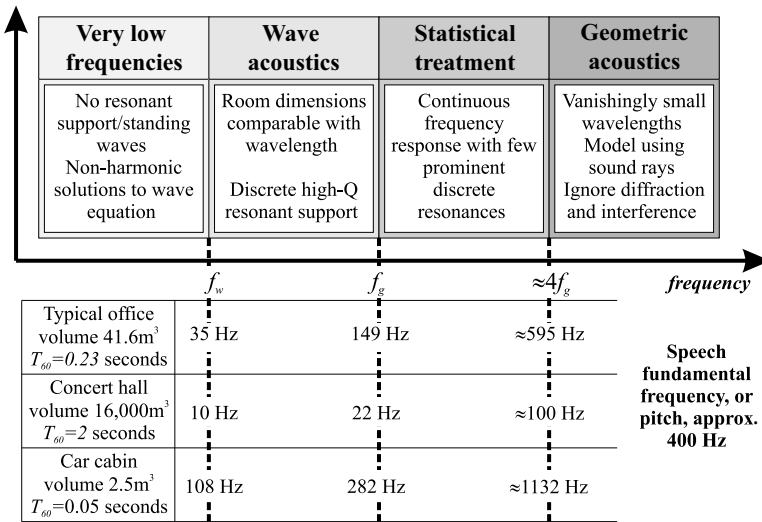 Very low
frequencies
Wave
acoustics
Statistical
treatment
Geometric
acoustics
No resonant
support/standing
waves
Non-harmonic
solutions to wave
equation
Room dimensions
comparable with
wavelength
Discrete high-Q
resonant support
Continuous
frequency
response with few
prominent
discrete
resonances
Vanishingly small
wavelengths
Model using
sound rays
Ignore diffraction
and interference
f_w f_g ≈4f_g frequency
Typical office
volume 41.6m³
T₆₀=0.23 seconds
35 Hz 149 Hz ≈595 Hz
Concert hall
volume 16,000m³
T₆₀=2 seconds
10 Hz 22 Hz ≈100 Hz
Car cabin
volume 2.5m³
T₆₀=0.05 seconds
108 Hz 282 Hz ≈1132 Hz
Speech
fundamental
frequency, or
pitch, approx.
400 Hz